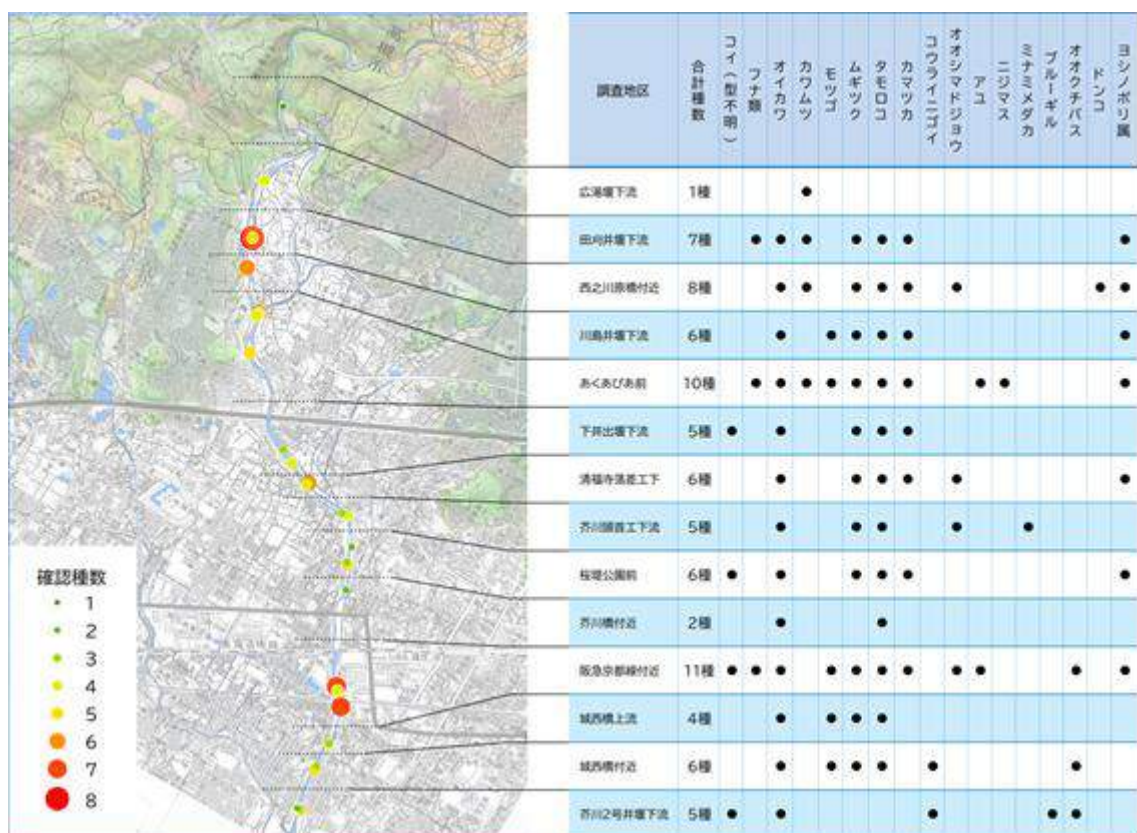 調査地区
合計種数
コイ（型不明）
フナ類
オイカワ
カワムツ
モツゴ
ムギツク
タモロコ
カマツカ
コウライニゴイ
オオシマドジョウ
アユ
ニジマス
ミナミメダカ
ブルーギル
オオクチバス
ドンコ
ヨシノボリ属
広場堰下流 1種 ●
田刈井堰下流 7種 ● ● ● ● ● ● ●
西之川原橋付近 8種 ● ● ● ● ● ● ● ●
川島井堰下流 6種 ● ● ● ● ● ●
あくあぴあ前 10種 ● ● ● ● ● ● ● ● ● ●
下井出堰下流 5種 ● ● ● ● ●
清福寺落差工下 6種 ● ● ● ● ● ●
芥川頭首工下流 5種 ● ● ● ● ●
桜堤公園前 6種 ● ● ● ● ● ●
芥川橋付近 2種 ● ●
阪急京都線付近 11種 ● ● ● ● ● ● ● ● ● ● ●
城西橋上流 4種 ● ● ● ●
城西橋付近 6種 ● ● ● ● ● ●
芥川2号井堰下流 5種 ● ● ● ● ●
確認種数
1
2
3
4
5
6
7
8